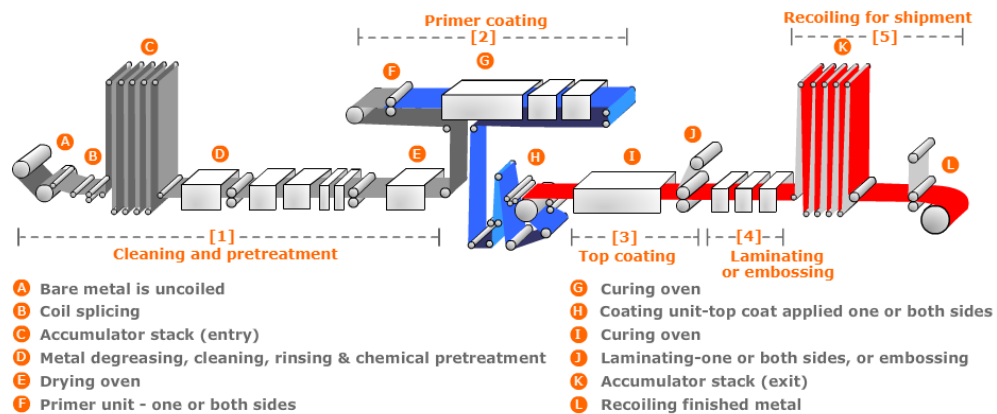 Primer coating
[2]
Recoiling for shipment
[5]
C
G
K
F
A
B
D
E
H
I
J
L
[1]
Cleaning and pretreatment
[3]
Top coating
[4]
Laminating
or embossing
A Bare metal is uncoiled
B Coil splicing
C Accumulator stack (entry)
D Metal degreasing, cleaning, rinsing & chemical pretreatment
E Drying oven
F Primer unit - one or both sides
G Curing oven
H Coating unit-top coat applied one or both sides
I Curing oven
J Laminating-one or both sides, or embossing
K Accumulator stack (exit)
L Recoiling finished metal